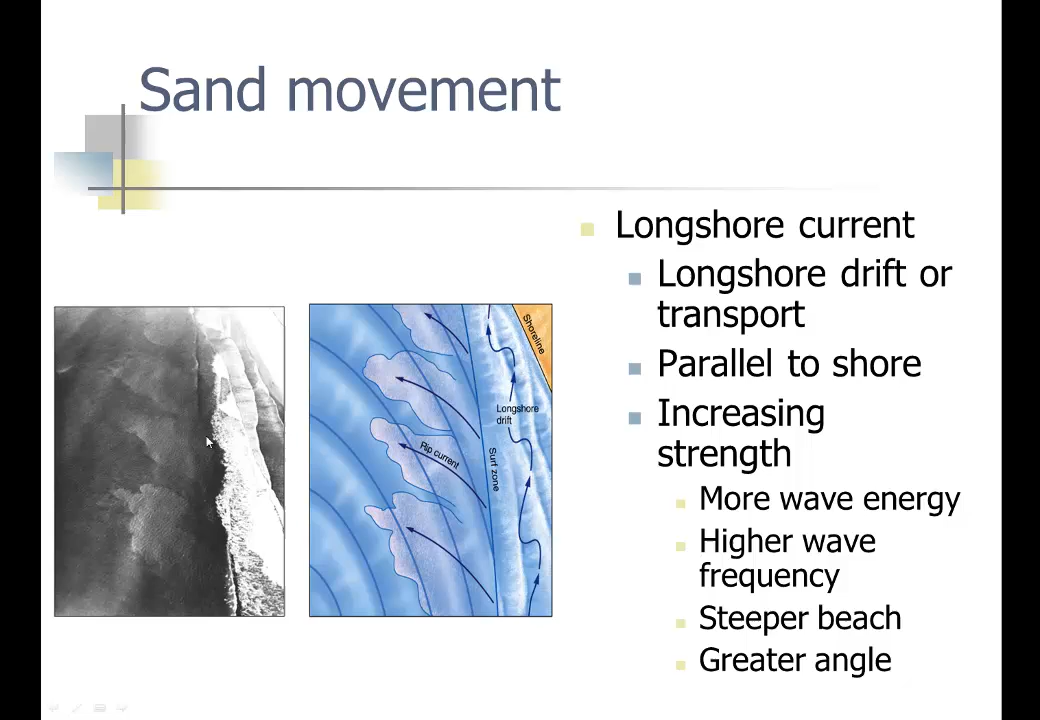 Sand movement
Longshore current
Longshore drift or
transport
Parallel to shore
Increasing
strength
More wave energy
Higher wave
frequency
Steeper beach
Greater angle
Shoreline
Longshore
drift
Rip current
Surf zone